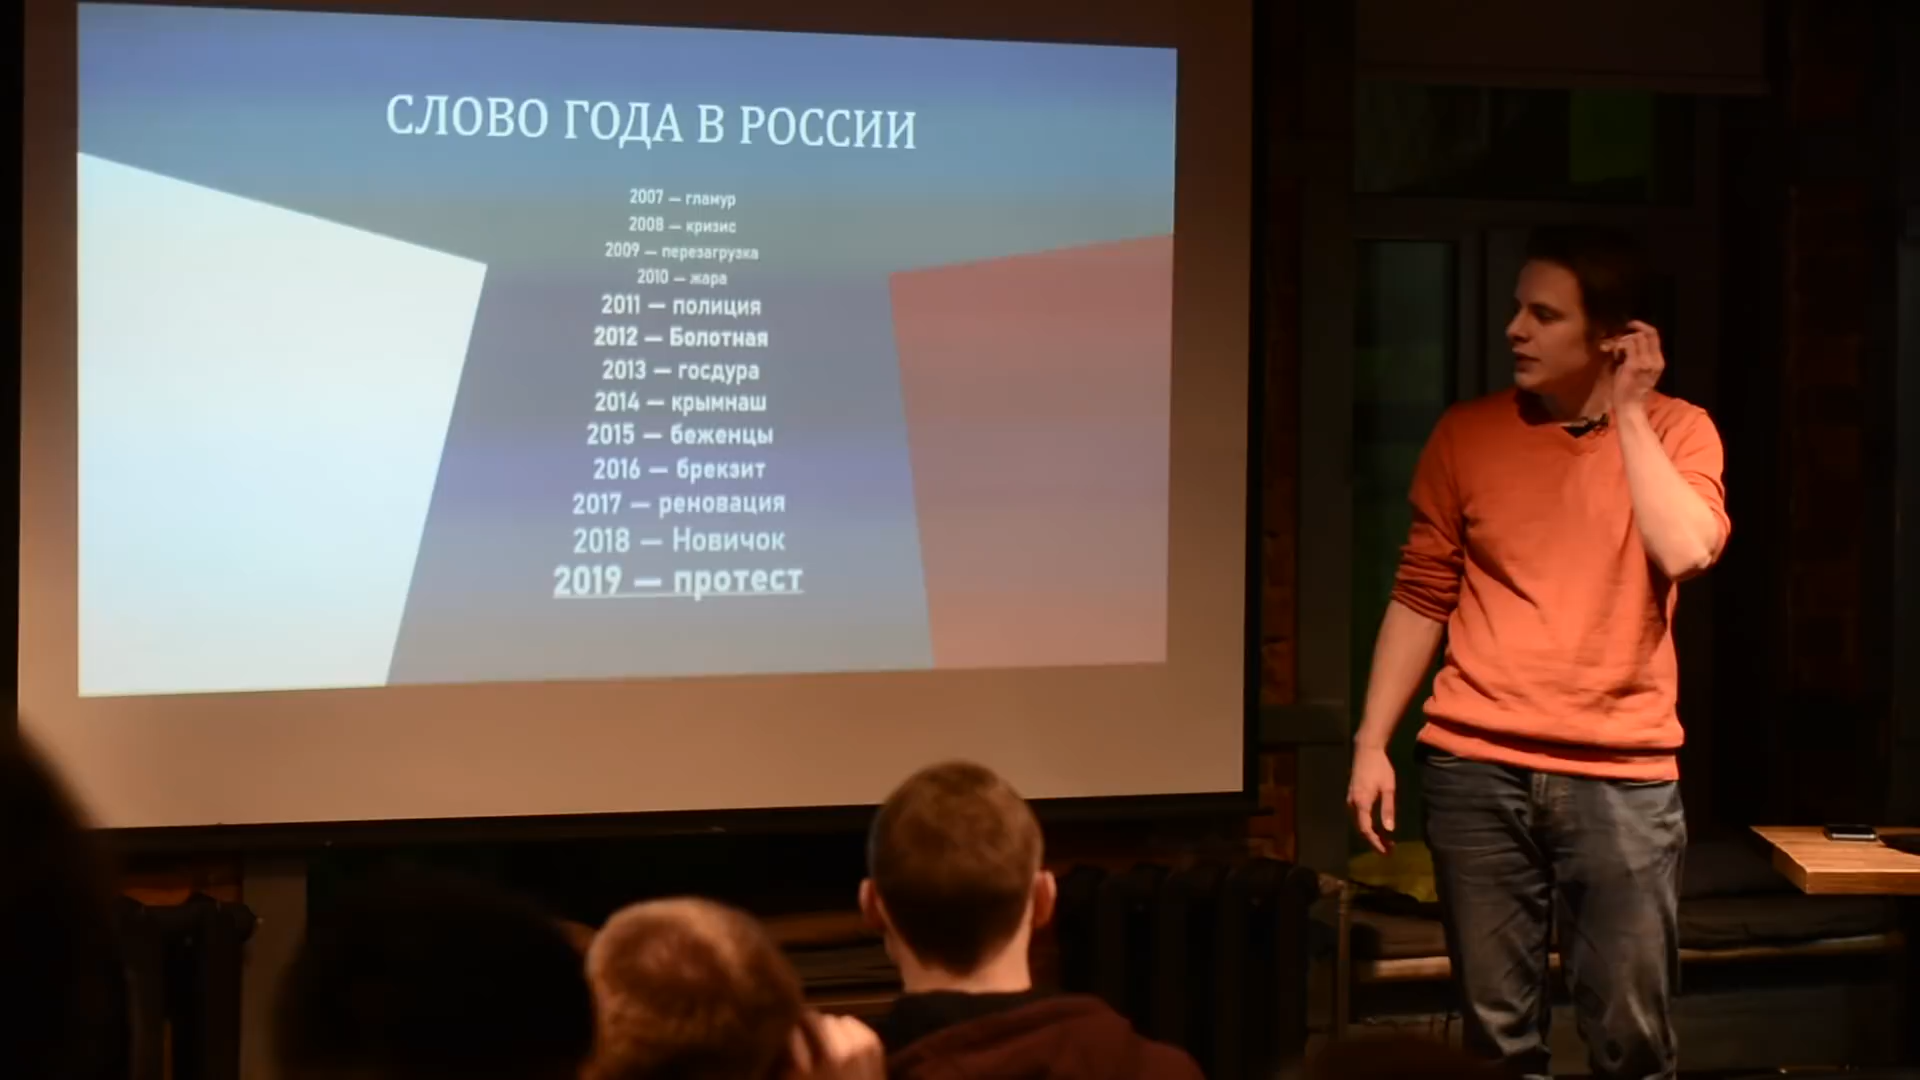 СЛОВО ГОДА В РОССИИ
2007 — гламур
2008 — кризис
2009 — перезагрузка
2010 — жара
2011 — полиция
2012 — Болотная
2013 — госдура
2014 — крымнаш
2015 — беженцы
2016 — брекзит
2017 — реновация
2018 — Новичок
2019 — протест